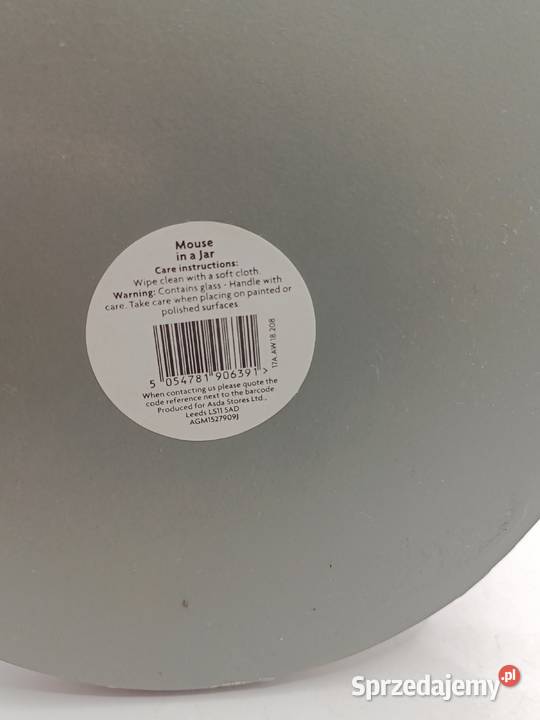 Mouse
in a Jar
Care instructions:
Wipe clean with a soft cloth.
Warning: Contains glass - Handle with
care. Take care when placing on painted or
polished surfaces.
5 054781 906391 >
17A.AW18.208
When contacting us please quote the
code reference next to the barcode.
Produced for Asda Stores Ltd.,
Leeds LS11 5AD
AGM1527909J
Sprzedajemy.pl